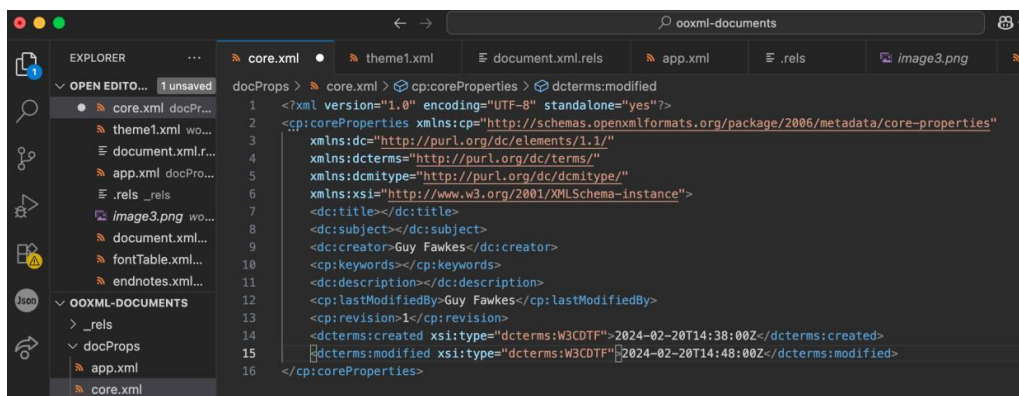 ooxml-documents
EXPLORER
core.xml
theme1.xml
document.xml.rels
app.xml
.rels
image3.png
OPEN EDITO... 1 unsaved
docProps > core.xml > cp:coreProperties > dcterms:modified
core.xml docPr...
theme1.xml wo...
document.xml.r...
app.xml docPro...
.rels _rels
image3.png wo...
document.xml...
fontTable.xml...
endnotes.xml...
OOXML-DOCUMENTS
_rels
docProps
app.xml
core.xml
1
Json
1 <?xml version="1.0" encoding="UTF-8" standalone="yes"?>
2 <cp:coreProperties xmlns:cp="http://schemas.openxmlformats.org/package/2006/metadata/core-properties"
3 xmlns:dc="http://purl.org/dc/elements/1.1/"
4 xmlns:dcterms="http://purl.org/dc/terms/"
5 xmlns:dcmitype="http://purl.org/dc/dcmitype/"
6 xmlns:xsi="http://www.w3.org/2001/XMLSchema-instance">
7 <dc:title></dc:title>
8 <dc:subject></dc:subject>
9 <dc:creator>Guy Fawkes</dc:creator>
10 <cp:keywords></cp:keywords>
11 <dc:description></dc:description>
12 <cp:lastModifiedBy>Guy Fawkes</cp:lastModifiedBy>
13 <cp:revision>1</cp:revision>
14 <dcterms:created xsi:type="dcterms:W3CDTF">2024-02-20T14:38:00Z</dcterms:created>
15 <dcterms:modified xsi:type="dcterms:W3CDTF">2024-02-20T14:48:00Z</dcterms:modified>
16 </cp:coreProperties>